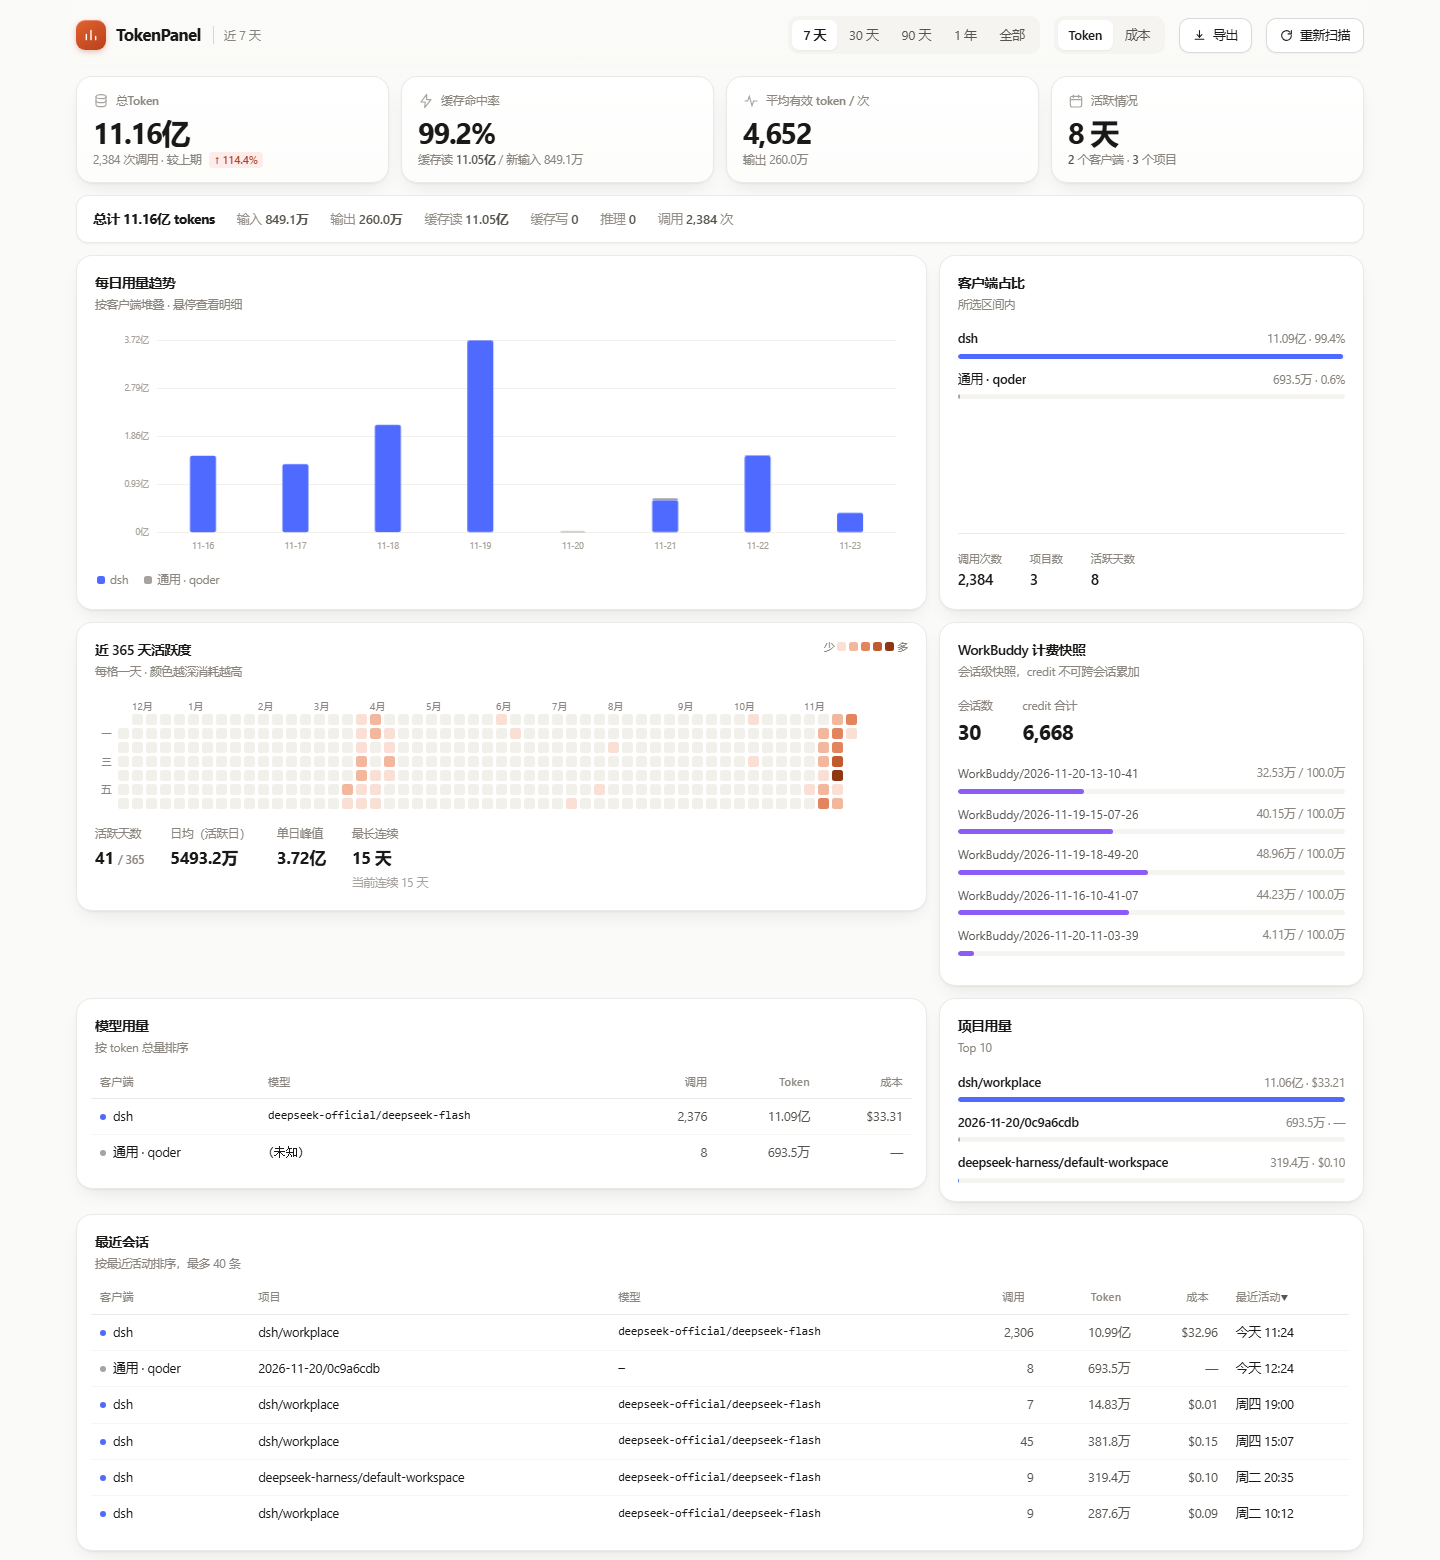 TokenPanel 近 7 天 7 天 30 天 90 天 1 年 全部 Token 成本 导出 重新扫描
总Token
11.16亿
2,384 次调用 · 较上期 ↑ 114.4%
缓存命中率
99.2%
缓存读 11.05亿 / 新输入 849.1万
平均有效 token / 次
4,652
输出 260.0万
活跃情况
8 天
2 个客户端 · 3 个项目
总计 11.16亿 tokens 输入 849.1万 输出 260.0万 缓存读 11.05亿 缓存写 0 推理 0 调用 2,384 次
每日用量趋势
按客户端堆叠 · 悬停查看明细
3.72亿
2.79亿
1.86亿
0.93亿
0亿
11-16 11-17 11-18 11-19 11-20 11-21 11-22 11-23
dsh 通用 · qoder
客户端占比
所选区间内
dsh 11.09亿 · 99.4%
通用 · qoder 693.5万 · 0.6%
调用次数 项目数 活跃天数
2,384 3 8
近 365 天活跃度
每格一天 · 颜色越深消耗越高
少 多
12月 1月 2月 3月 4月 5月 6月 7月 8月 9月 10月 11月
一
三
五
活跃天数 日均（活跃日） 单日峰值 最长连续
41 / 365 5493.2万 3.72亿 15 天
当前连续 15 天
WorkBuddy 计费快照
会话级快照，credit 不可跨会话累加
会话数 credit 合计
30 6,668
WorkBuddy/2026-11-20-13-10-41 32.53万 / 100.0万
WorkBuddy/2026-11-19-15-07-26 40.15万 / 100.0万
WorkBuddy/2026-11-19-18-49-20 48.96万 / 100.0万
WorkBuddy/2026-11-16-10-41-07 44.23万 / 100.0万
WorkBuddy/2026-11-20-11-03-39 4.11万 / 100.0万
模型用量
按 token 总量排序
客户端 模型 调用 Token 成本
dsh deepseek-official/deepseek-flash 2,376 11.09亿 $33.31
通用 · qoder （未知） 8 693.5万 —
项目用量
Top 10
dsh/workplace 11.06亿 · $33.21
2026-11-20/0c9a6cdb 693.5万 · —
deepseek-harness/default-workspace 319.4万 · $0.10
最近会话
按最近活动排序，最多 40 条
客户端 项目 模型 调用 Token 成本 最近活动▾
dsh dsh/workplace deepseek-official/deepseek-flash 2,306 10.99亿 $32.96 今天 11:24
通用 · qoder 2026-11-20/0c9a6cdb – 8 693.5万 — 今天 12:24
dsh dsh/workplace deepseek-official/deepseek-flash 7 14.83万 $0.01 周四 19:00
dsh dsh/workplace deepseek-official/deepseek-flash 45 381.8万 $0.15 周四 15:07
dsh deepseek-harness/default-workspace deepseek-official/deepseek-flash 9 319.4万 $0.10 周二 20:35
dsh dsh/workplace deepseek-official/deepseek-flash 9 287.6万 $0.09 周二 10:12